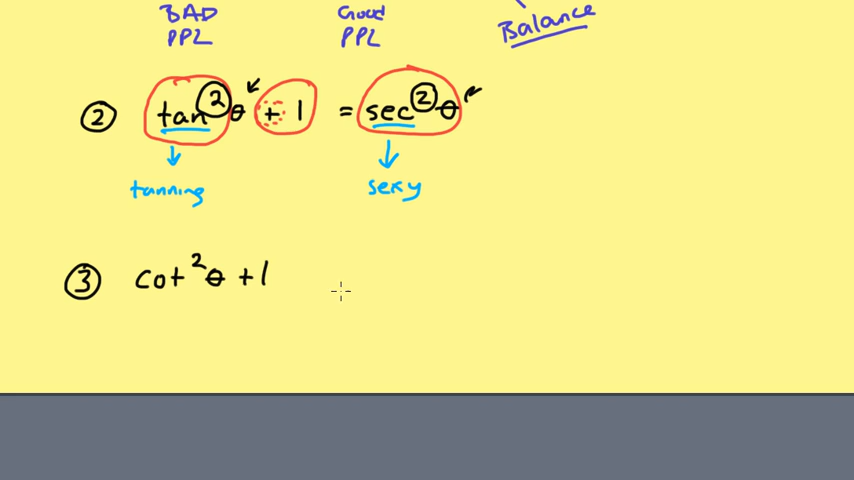 BAD PPL
Good PPL
Balance
② tan²θ + 1 = sec²θ
tanning
sexy
③ cot²θ + 1